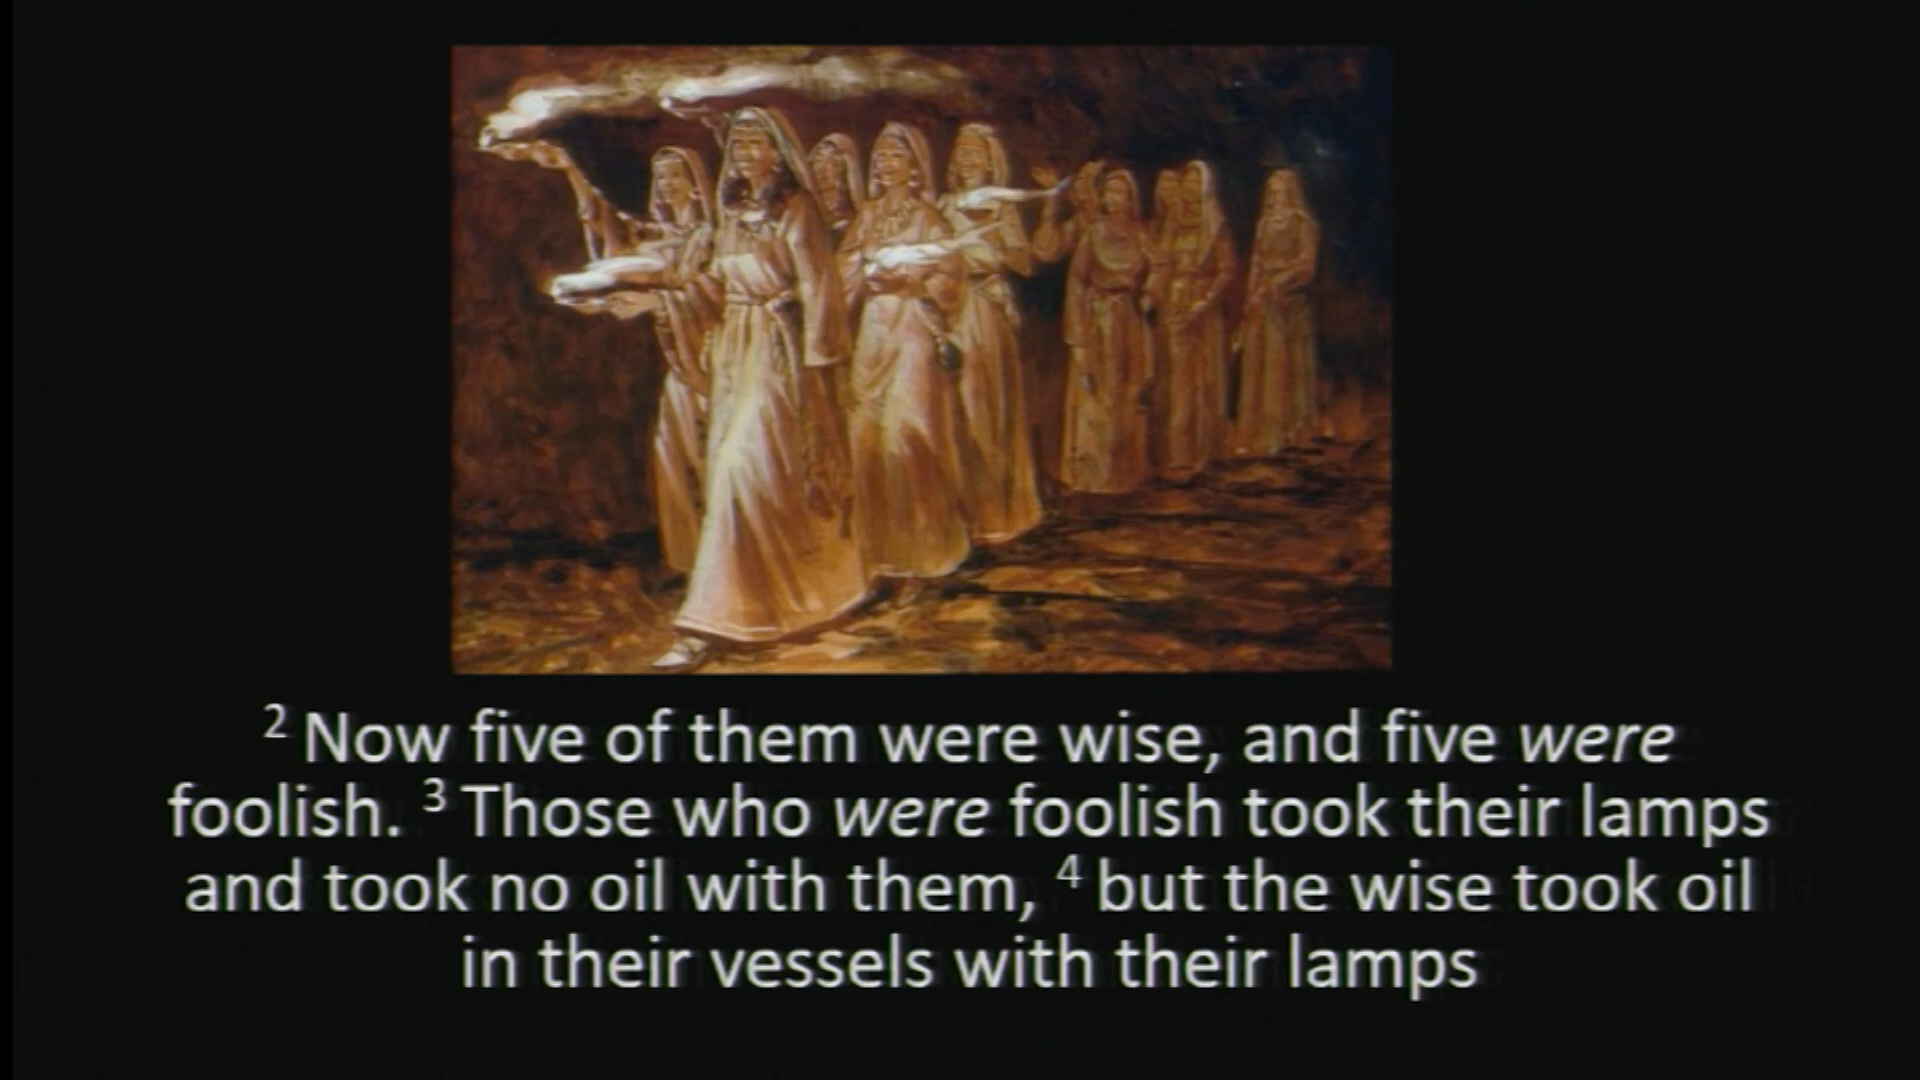 2 Now five of them were wise, and five were
foolish. 3 Those who were foolish took their lamps
and took no oil with them, 4 but the wise took oil
in their vessels with their lamps